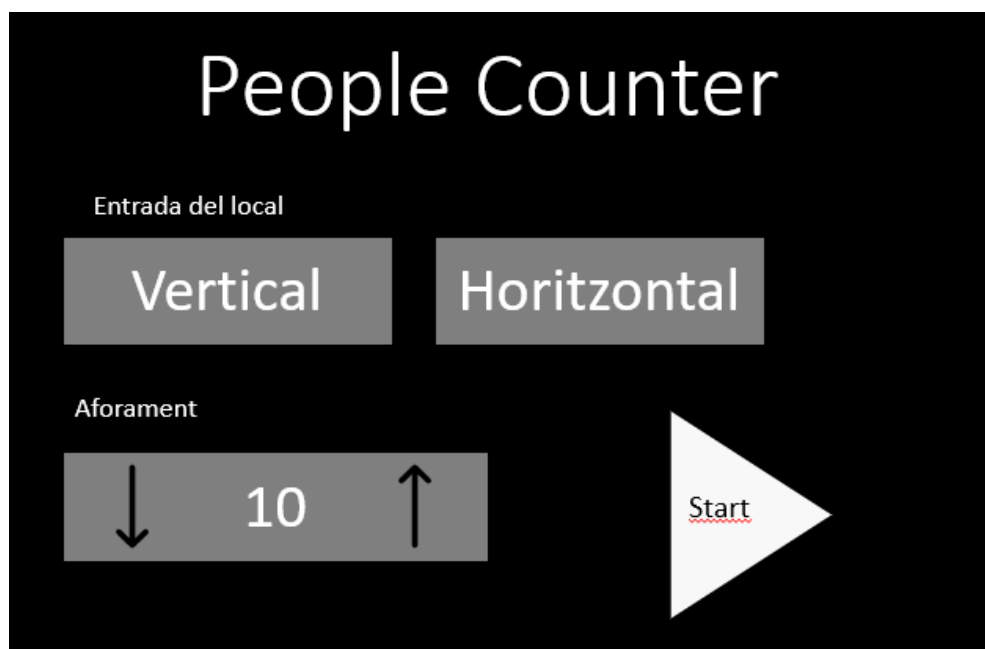 People Counter
Entrada del local
Vertical Horitzontal
Aforament
10
Start